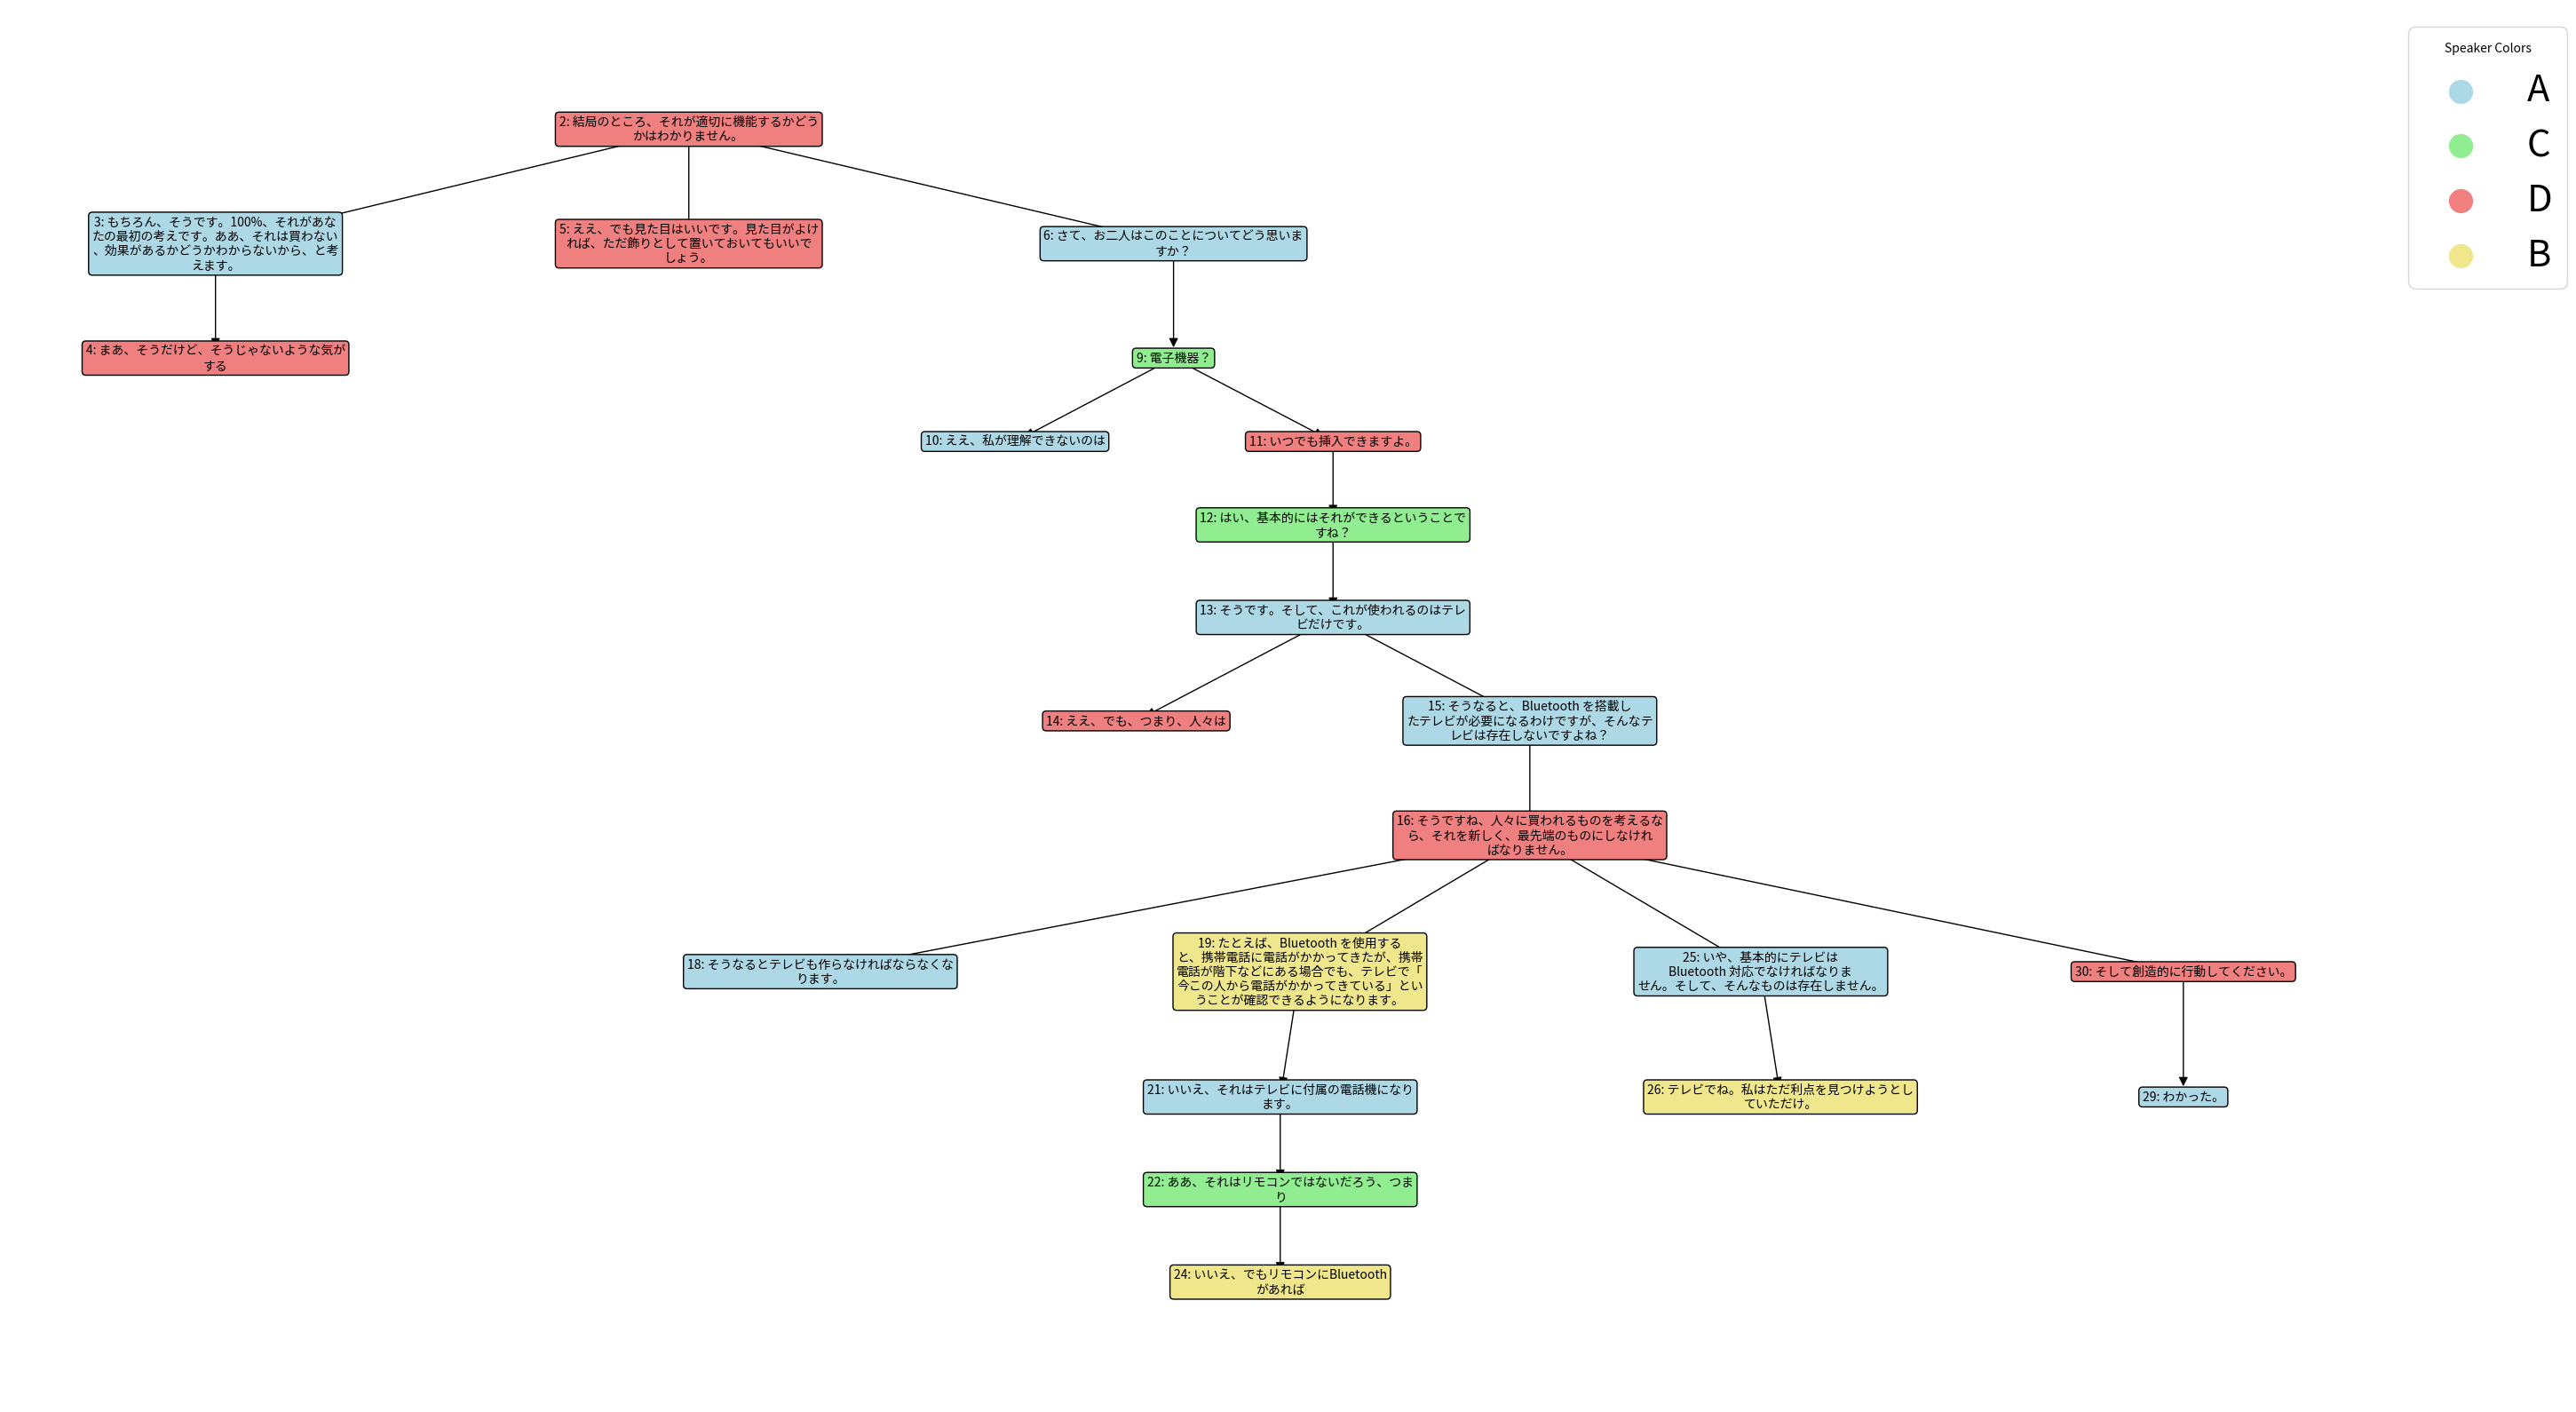 Speaker Colors
A
C
D
B
2: 結局のところ、それが適切に機能するかどう
かはわかりません。
3: もちろん、そうです。100%、それがあな
たの最初の考えです。ああ、それは買わない
、効果があるかどうかわからないから、と考
えます。
5: ええ、でも見た目はいいです。見た目がよけ
れば、ただ飾りとして置いておいてもいいで
しょう。
6: さて、お二人はこのことについてどう思いま
すか？
4: まあ、そうだけど、そうじゃないような気が
する
9: 電子機器？
10: ええ、私が理解できないのは
11: いつでも挿入できますよ。
12: はい、基本的にはそれができるということで
すね？
13: そうです。そして、これが使われるのはテレ
ビだけです。
14: ええ、でも、つまり、人々は
15: そうなると、Bluetooth を搭載し
たテレビが必要になるわけですが、そんなテ
レビは存在しないですよね？
16: そうですね、人々に買われるものを考えるな
ら、それを新しく、最先端のものにしなけれ
ばなりません。
18: そうなるとテレビも作らなければならなくな
ります。
19: たとえば、Bluetooth を使用する
と、携帯電話に電話がかかってきたが、携帯
電話が階下などにある場合でも、テレビで「
今この人から電話がかかってきている」とい
うことが確認できるようになります。
25: いや、基本的にテレビは
Bluetooth 対応でなければなりま
せん。そして、そんなものは存在しません。
30: そして創造的に行動してください。
21: いいえ、それはテレビに付属の電話機になり
ます。
26: テレビでね。私はただ利点を見つけようとし
ていただけ。
29: わかった。
22: ああ、それはリモコンではないだろう、つま
り
24: いいえ、でもリモコンにBluetooth
があれば